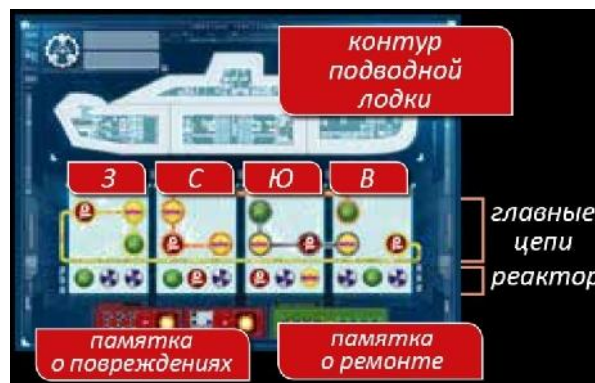 контур
подводной
лодки
З С Ю В
главные
цепи
реактор
памятка
о повреждениях
памятка
о ремонте